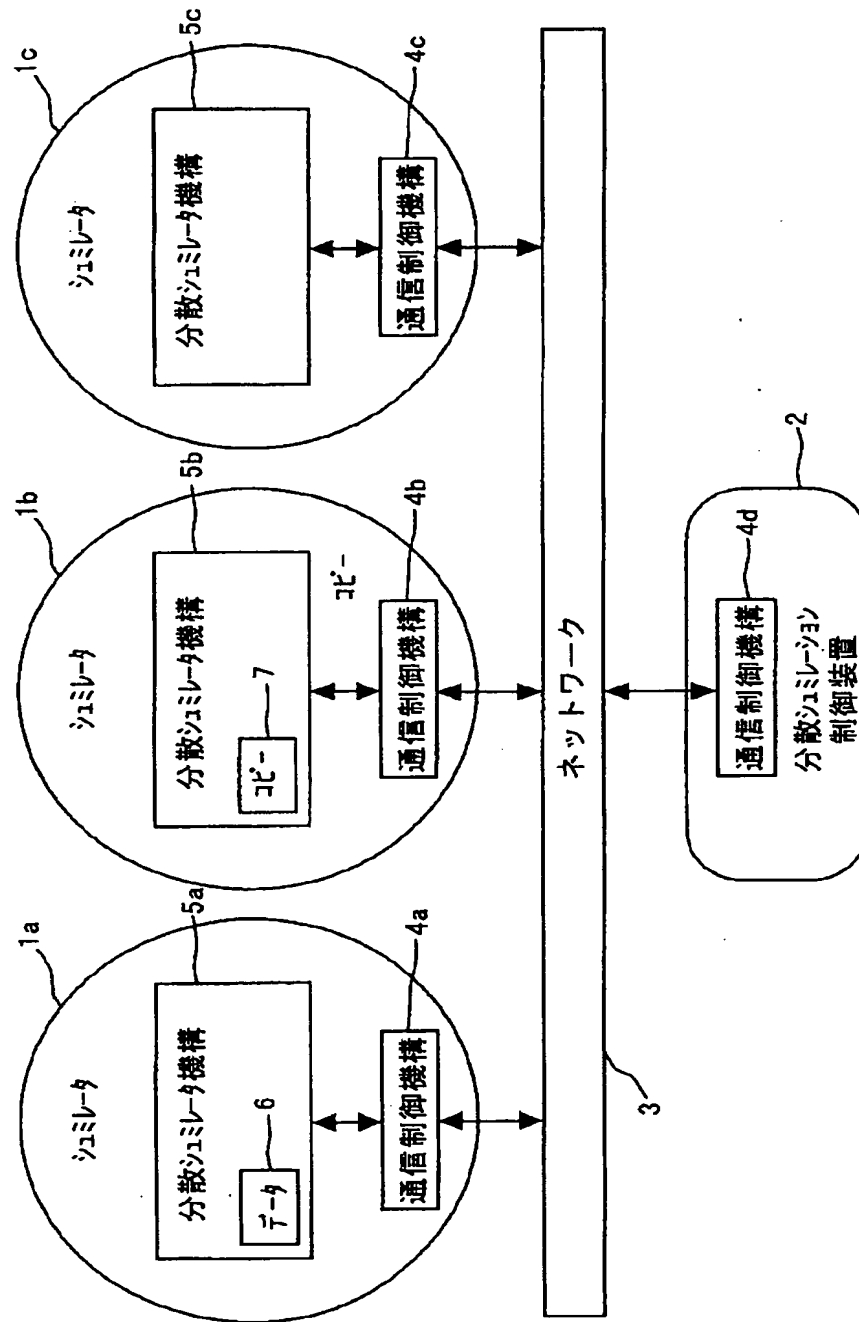 1a
シュミレータ
5a
分散シュミレータ機構
6
データ
4a
通信制御機構
1b
シュミレータ
5b
分散シュミレータ機構
7
コピー
コピー
4b
通信制御機構
1c
シュミレータ
5c
分散シュミレータ機構
4c
通信制御機構
ネットワーク
3
2
4d
通信制御機構
分散シュミレーション
制御装置